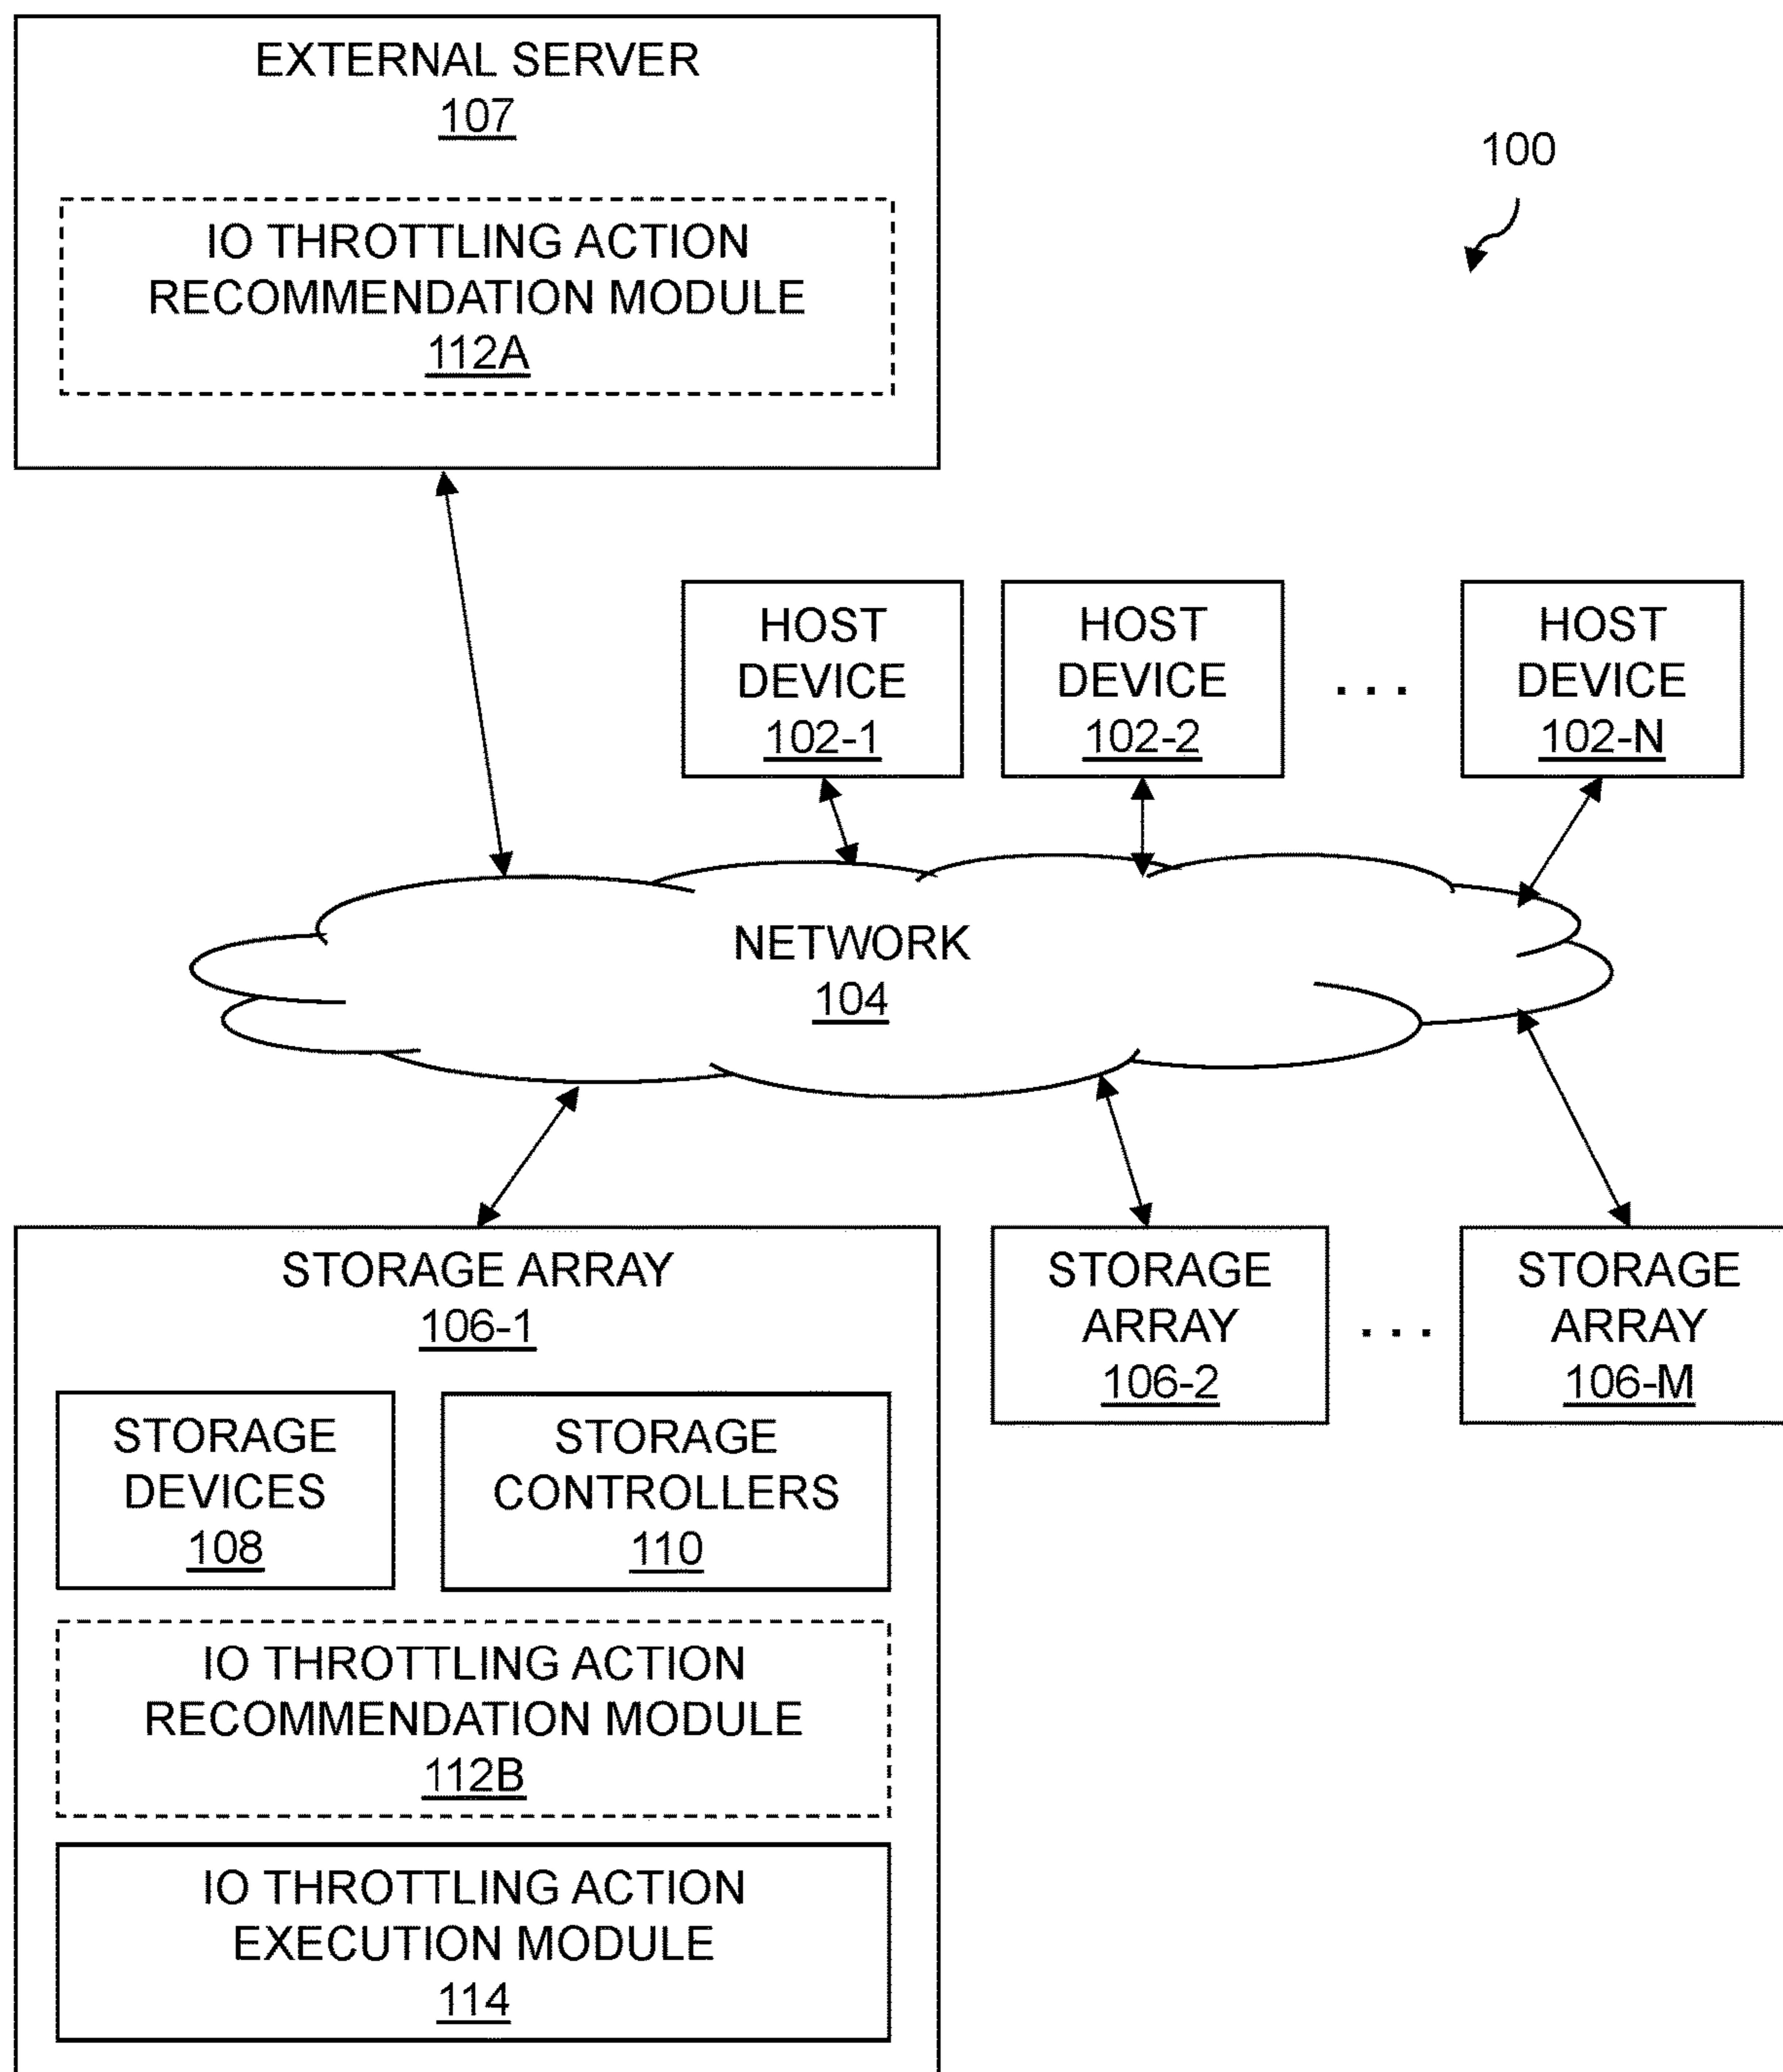 EXTERNAL SERVER
107
IO THROTTLING ACTION
RECOMMENDATION MODULE
112A
100
HOST
DEVICE
102-1
HOST
DEVICE
102-2
. . .
HOST
DEVICE
102-N
NETWORK
104
STORAGE ARRAY
106-1
STORAGE
DEVICES
108
STORAGE
CONTROLLERS
110
IO THROTTLING ACTION
RECOMMENDATION MODULE
112B
IO THROTTLING ACTION
EXECUTION MODULE
114
STORAGE
ARRAY
106-2
. . .
STORAGE
ARRAY
106-M